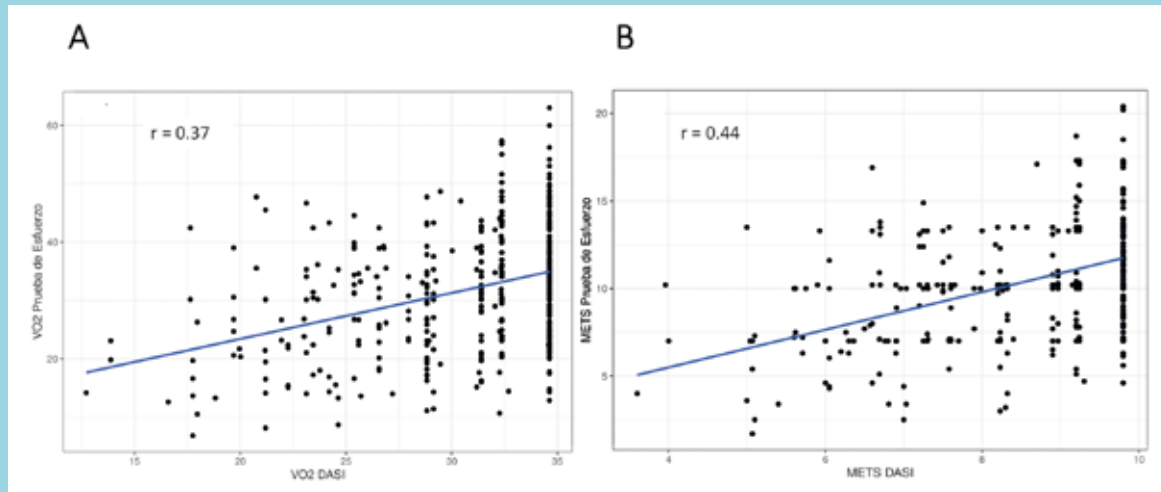 A
r = 0.37
VO2 Prueba de Esfuerzo
60
40
20
15
20
25
30
35
VO2 DASI
B
r = 0.44
METS Prueba de Esfuerzo
20
15
10
5
4
6
8
10
METS DASI